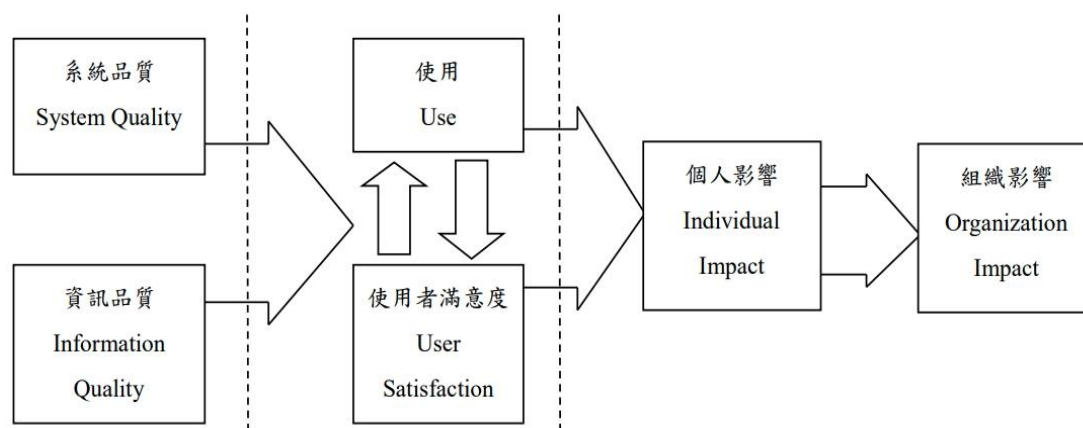 系統品質
System Quality
資訊品質
Information
Quality
使用
Use
使用者滿意度
User
Satisfaction
個人影響
Individual
Impact
組織影響
Organization
Impact